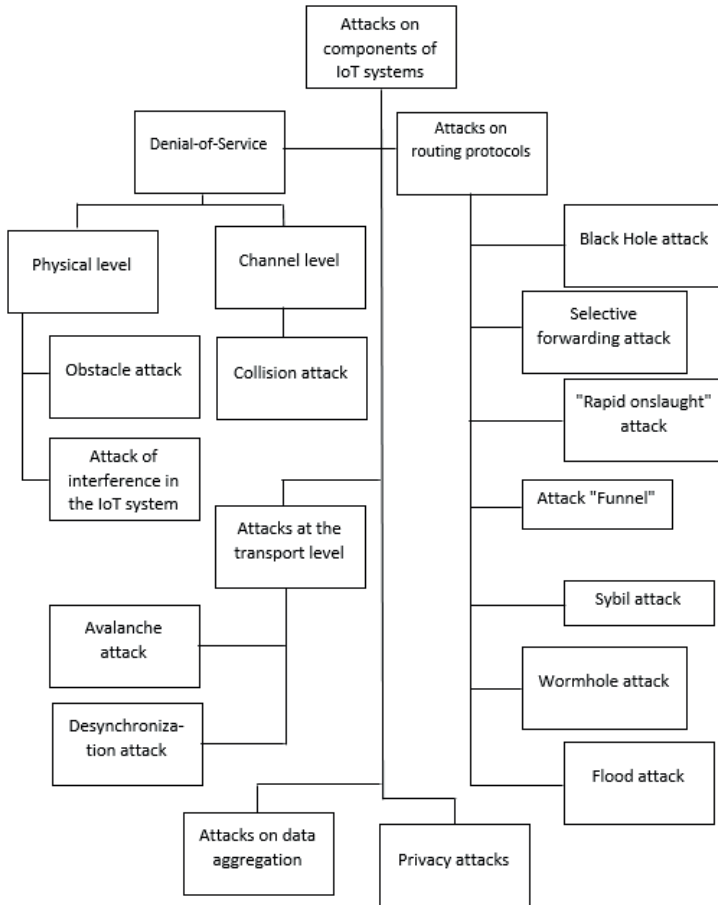 Attacks on
components of
IoT systems
Denial-of-Service
Attacks on
routing protocols
Physical level
Channel level
Black Hole attack
Selective
forwarding attack
Obstacle attack
Collision attack
"Rapid onslaught"
attack
Attack of
interference in
the IoT system
Attack "Funnel"
Attacks at the
transport level
Sybil attack
Avalanche
attack
Wormhole attack
Desynchroniza-
tion attack
Flood attack
Attacks on data
aggregation
Privacy attacks